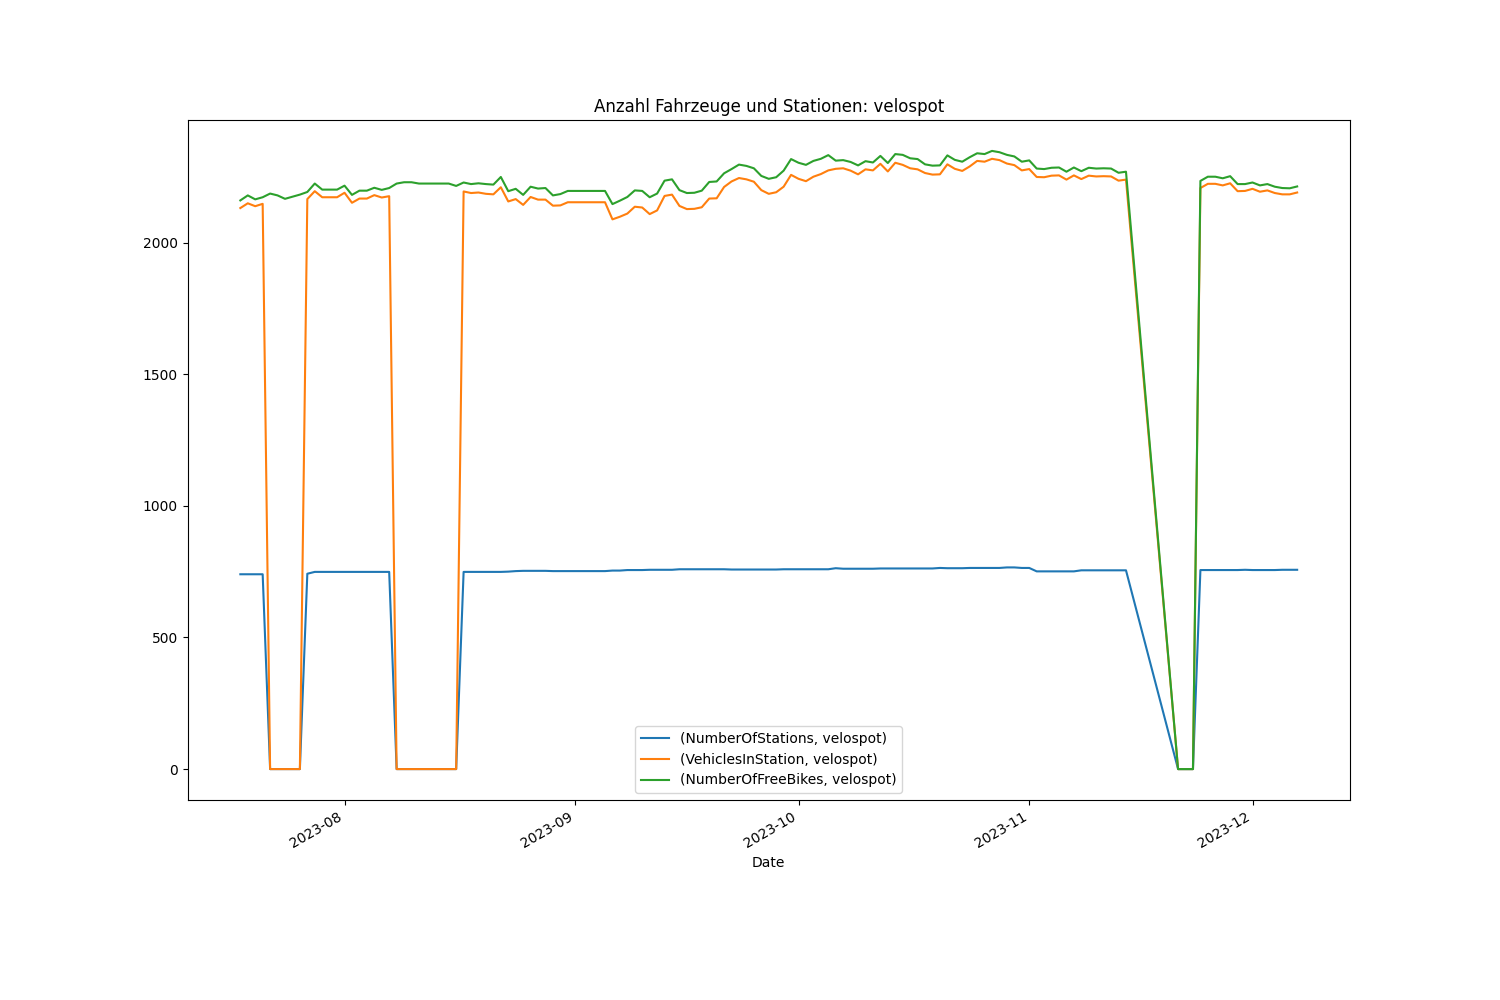 Anzahl Fahrzeuge und Stationen: velospot
2000
1500
1000
500
0
(NumberOfStations, velospot)
(VehiclesInStation, velospot)
(NumberOfFreeBikes, velospot)
2023-08
2023-09
2023-10
2023-11
2023-12
Date